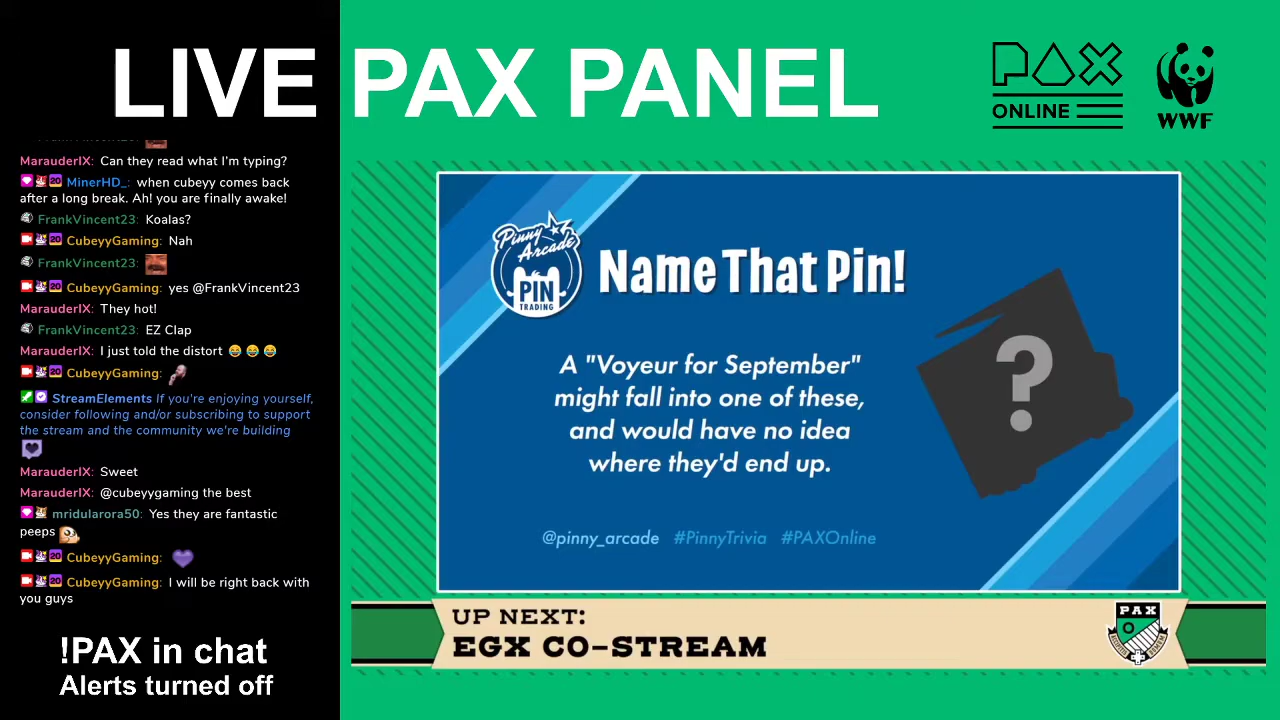 LIVE PAX PANEL
PAX
ONLINE
WWF
MarauderIX: Can they read what I'm typing?
20 MinerHD_: when cubeyy comes back
after a long break. Ah! you are finally awake!
FrankVincent23: Koalas?
20 CubeyyGaming: Nah
FrankVincent23:
20 CubeyyGaming: yes @FrankVincent23
MarauderIX: They hot!
FrankVincent23: EZ Clap
MarauderIX: I just told the distort 😂 😂 😂
20 CubeyyGaming:
StreamElements If you're enjoying yourself,
consider following and/or subscribing to support
the stream and the community we're building
MarauderIX: Sweet
MarauderIX: @cubeyygaming the best
mridularora50: Yes they are fantastic
peeps
20 CubeyyGaming: 💜
20 CubeyyGaming: I will be right back with
you guys
!PAX in chat
Alerts turned off
Pinny
Arcade
PIN
TRADING
Name That Pin!
?
A "Voyeur for September"
might fall into one of these,
and would have no idea
where they'd end up.
@pinny_arcade #PinnyTrivia #PAXOnline
UP NEXT:
EGX CO-STREAM
PAX